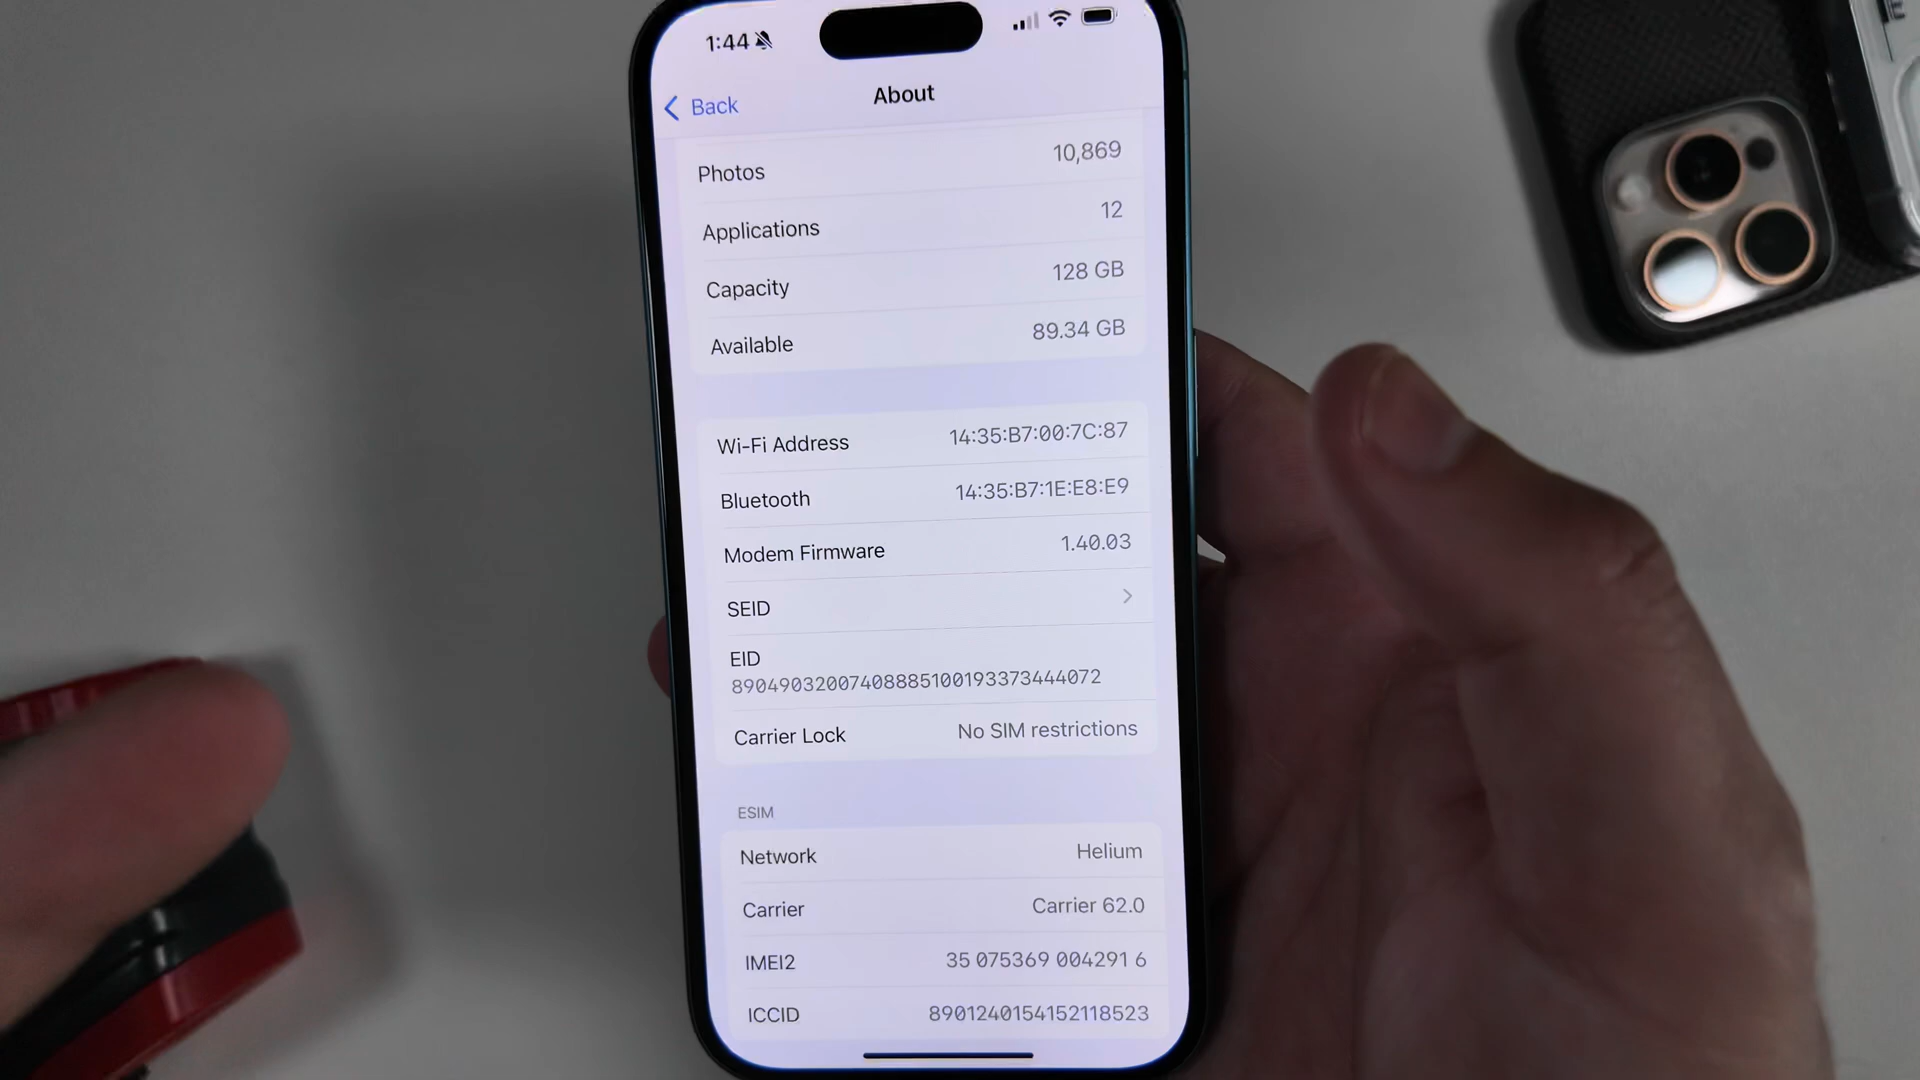 1:44
Back
About
Photos 10,869
Applications 12
Capacity 128 GB
Available 89.34 GB
Wi-Fi Address 14:35:B7:00:7C:87
Bluetooth 14:35:B7:1E:E8:E9
Modem Firmware 1.40.03
SEID
EID
89049032007408885100193373444072
Carrier Lock No SIM restrictions
ESIM
Network Helium
Carrier Carrier 62.0
IMEI2 35 075369 004291 6
ICCID 8901240154152118523